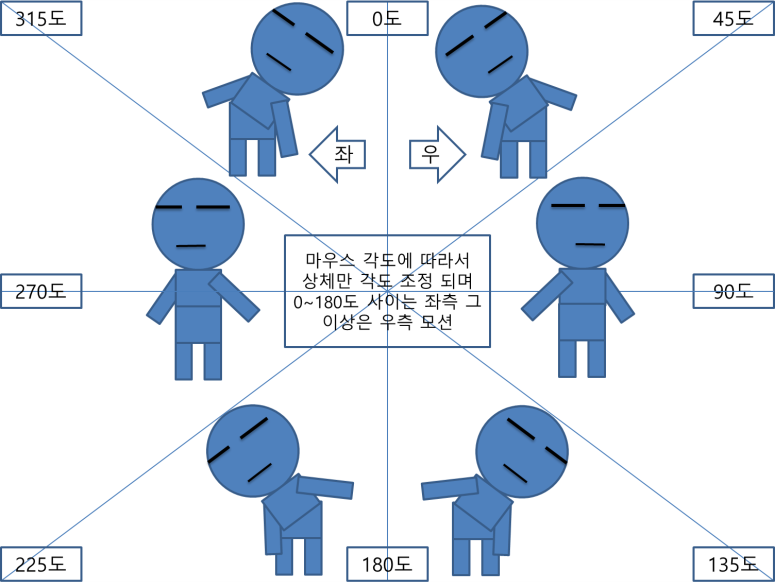 315도
0도
45도
좌
우
270도
마우스 각도에 따라서
상체만 각도 조정 되며
0~180도 사이는 좌측 그
이상은 우측 모션
90도
225도
180도
135도